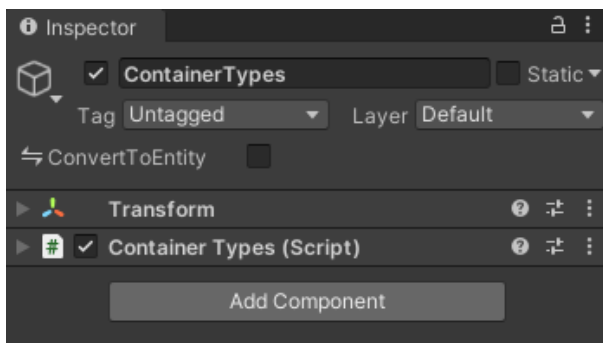 Inspector
ContainerTypes Static
Tag Untagged Layer Default
ConvertToEntity
Transform
# Container Types (Script)
Add Component